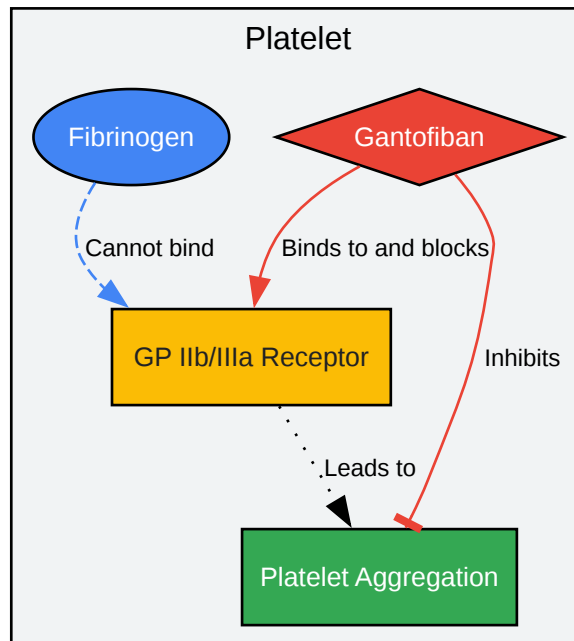 Platelet
Fibrinogen
Gantofiban
Cannot bind
Binds to and blocks
GP IIb/IIIa Receptor
Inhibits
Leads to
Platelet Aggregation